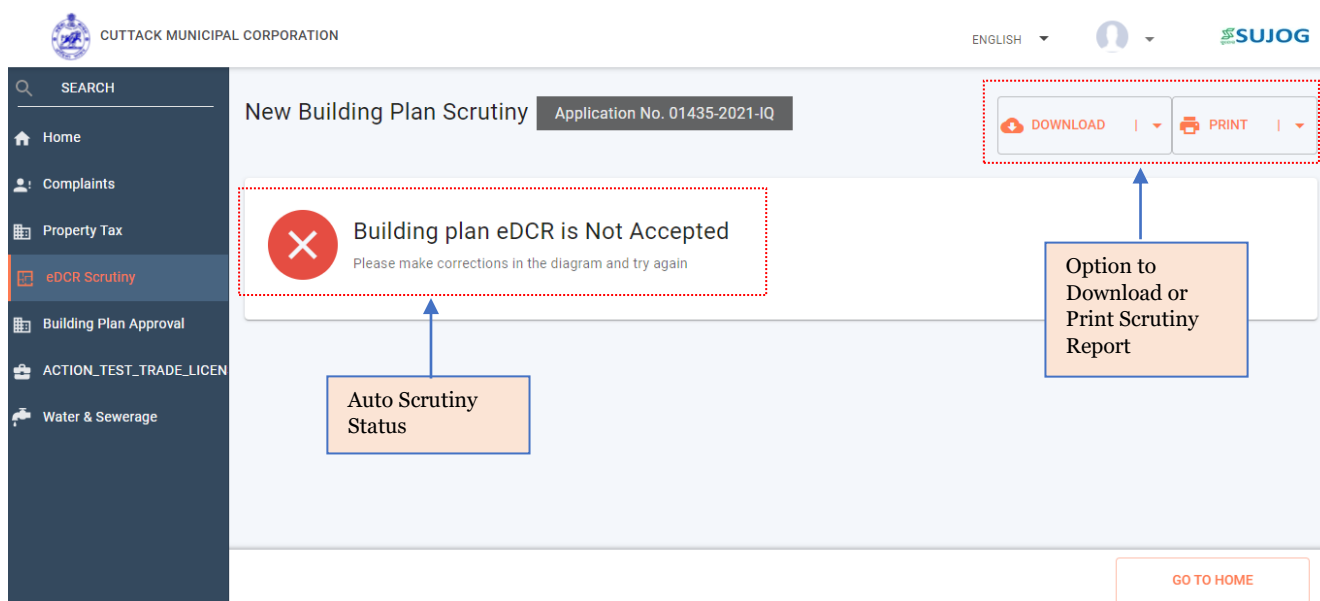 CUTTACK MUNICIPAL CORPORATION
ENGLISH
SUJOG
SEARCH
Home
Complaints
Property Tax
eDCR Scrutiny
Building Plan Approval
ACTION_TEST_TRADE_LICEN
Water & Sewerage
New Building Plan Scrutiny
Application No. 01435-2021-IQ
DOWNLOAD
PRINT
Building plan eDCR is Not Accepted
Please make corrections in the diagram and try again
Option to
Download or
Print Scrutiny
Report
Auto Scrutiny
Status
GO TO HOME